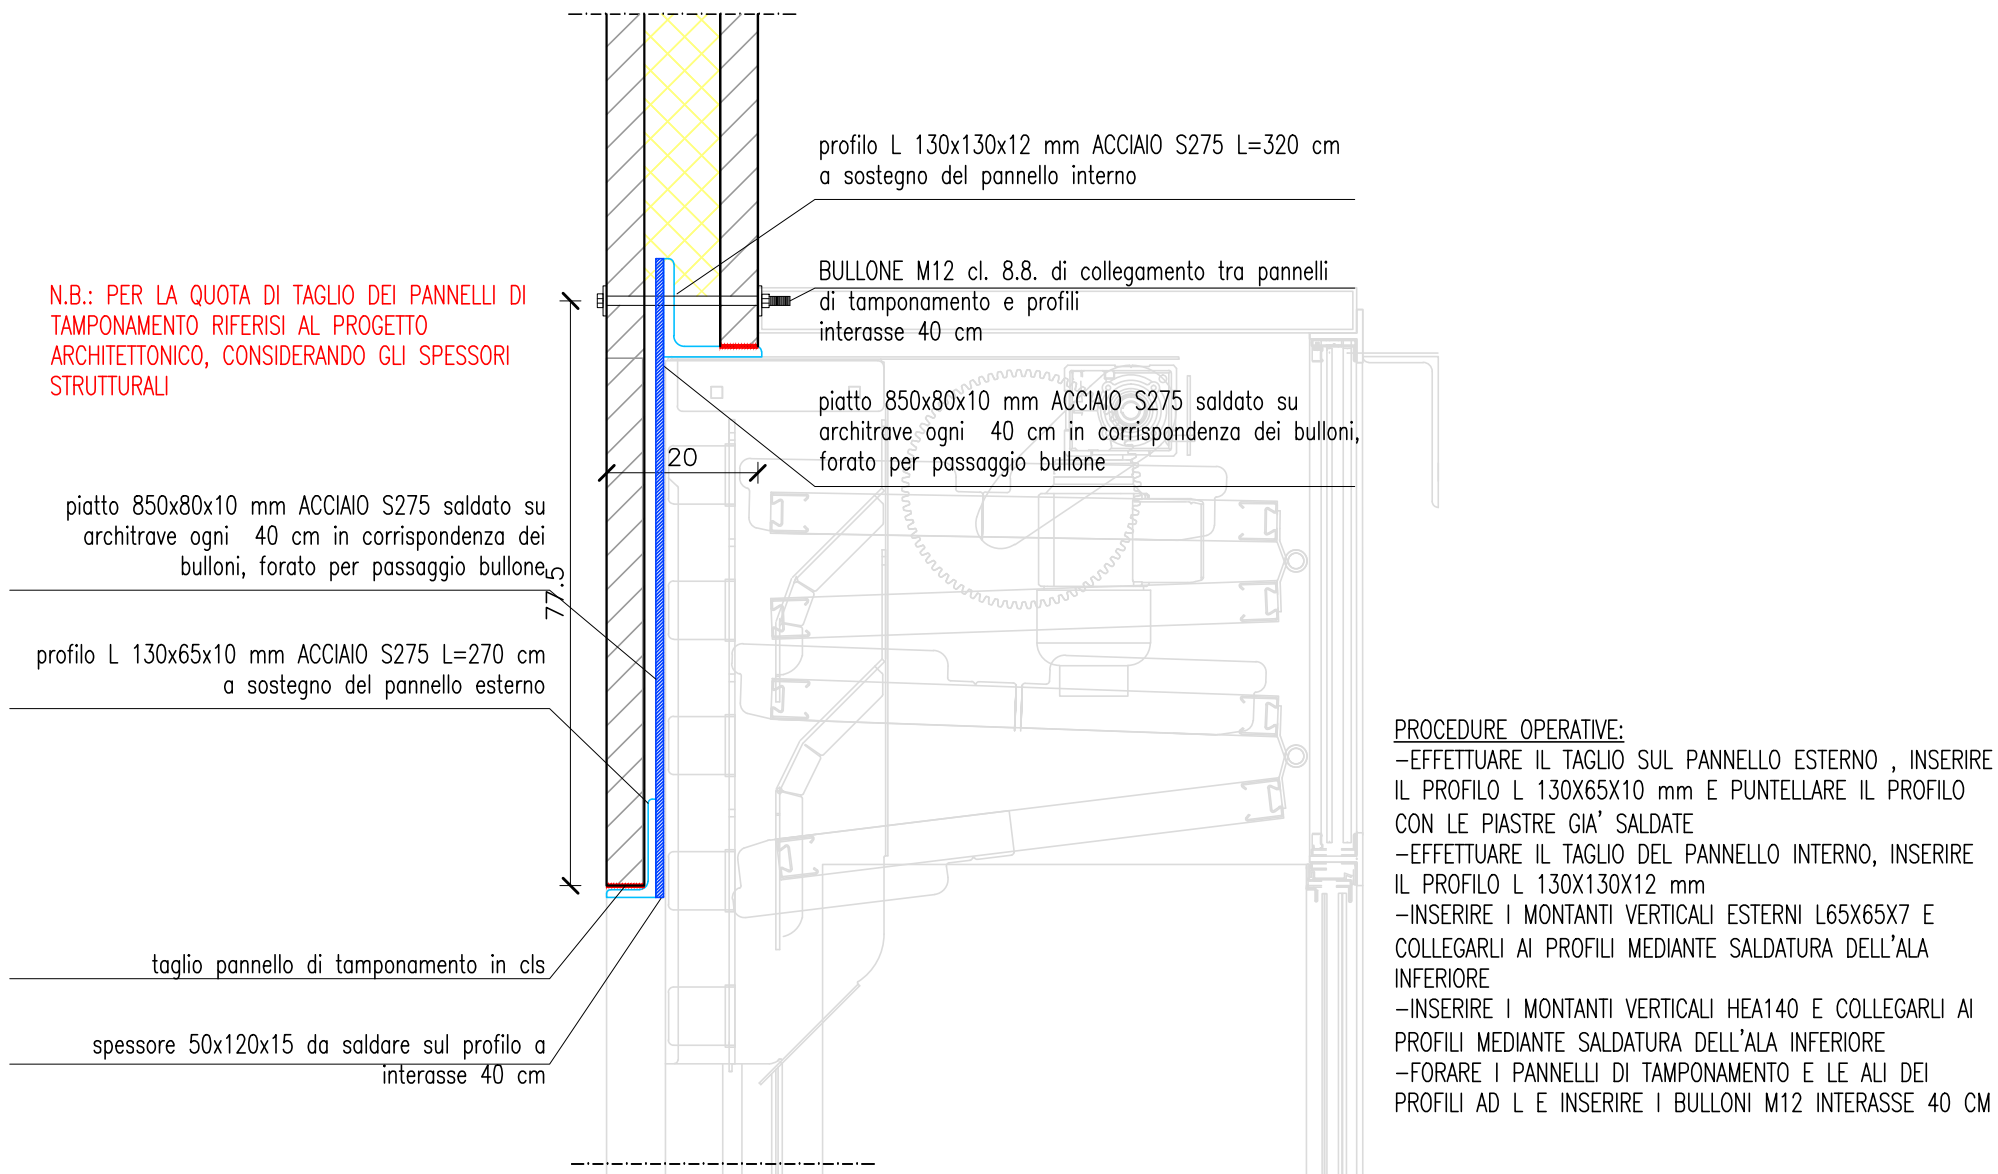 profilo L 130x130x12 mm ACCIAIO S275 L=320 cm
a sostegno del pannello interno
BULLONE M12 cl. 8.8. di collegamento tra pannelli
di tamponamento e profili
interasse 40 cm
N.B.: PER LA QUOTA DI TAGLIO DEI PANNELLI DI
TAMPONAMENTO RIFERISI AL PROGETTO
ARCHITETTONICO, CONSIDERANDO GLI SPESSORI
STRUTTURALI
piatto 850x80x10 mm ACCIAIO S275 saldato su
architrave ogni 40 cm in corrispondenza dei bulloni,
forato per passaggio bullone
20
piatto 850x80x10 mm ACCIAIO S275 saldato su
architrave ogni 40 cm in corrispondenza dei
bulloni, forato per passaggio bullone
77.5
profilo L 130x65x10 mm ACCIAIO S275 L=270 cm
a sostegno del pannello esterno
taglio pannello di tamponamento in cls
spessore 50x120x15 da saldare sul profilo a
interasse 40 cm
PROCEDURE OPERATIVE:
-EFFETTUARE IL TAGLIO SUL PANNELLO ESTERNO , INSERIRE
IL PROFILO L 130X65X10 mm E PUNTELLARE IL PROFILO
CON LE PIASTRE GIA' SALDATE
-EFFETTUARE IL TAGLIO DEL PANNELLO INTERNO, INSERIRE
IL PROFILO L 130X130X12 mm
-INSERIRE I MONTANTI VERTICALI ESTERNI L65X65X7 E
COLLEGARLI AI PROFILI MEDIANTE SALDATURA DELL'ALA
INFERIORE
-INSERIRE I MONTANTI VERTICALI HEA140 E COLLEGARLI AI
PROFILI MEDIANTE SALDATURA DELL'ALA INFERIORE
-FORARE I PANNELLI DI TAMPONAMENTO E LE ALI DEI
PROFILI AD L E INSERIRE I BULLONI M12 INTERASSE 40 CM